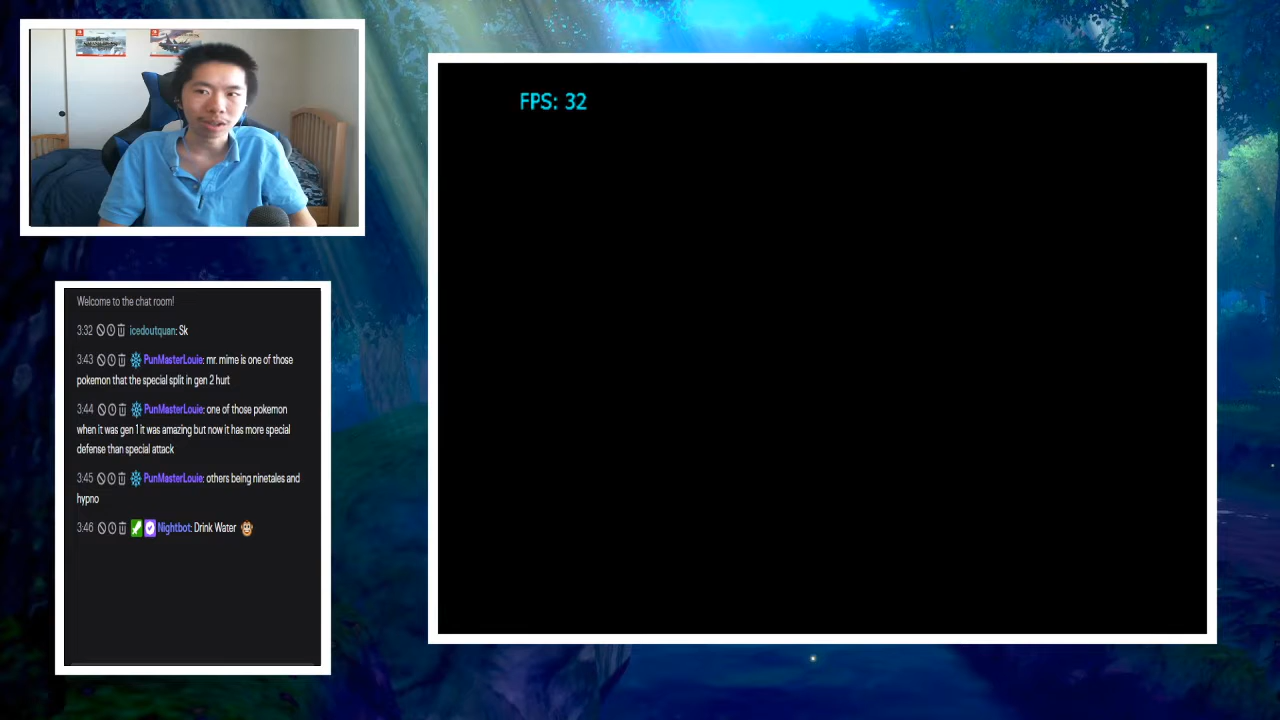 FPS: 32
Welcome to the chat room!
3:32 icedoutquan: Sk
3:43 PunMasterLouie: mr. mime is one of those
pokemon that the special split in gen 2 hurt
3:44 PunMasterLouie: one of those pokemon
when it was gen 1 it was amazing but now it has more special
defense than special attack
3:45 PunMasterLouie: others being ninetales and
hypno
3:46 Nightbot: Drink Water